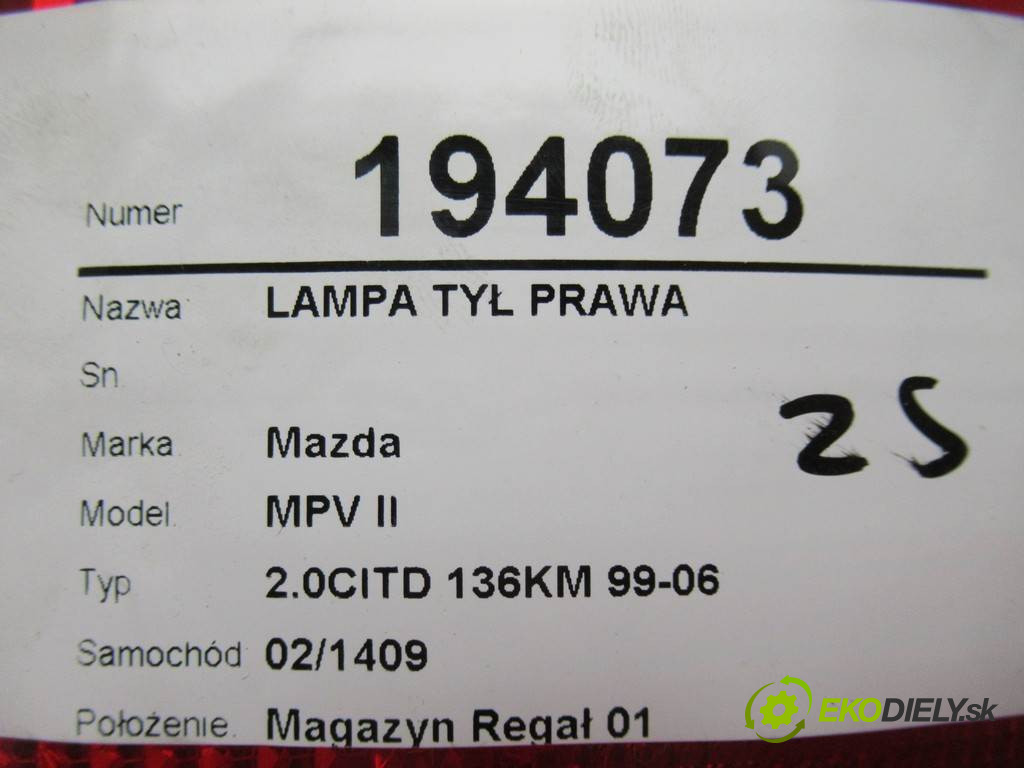 Numer 194073
Nazwa LAMPA TYŁ PRAWA
Sn
25
Marka Mazda
Model MPV II
Typ 2.0CITD 136KM 99-06
Samochód 02/1409
Położenie Magazyn Regał 01
EKODIELY.sk